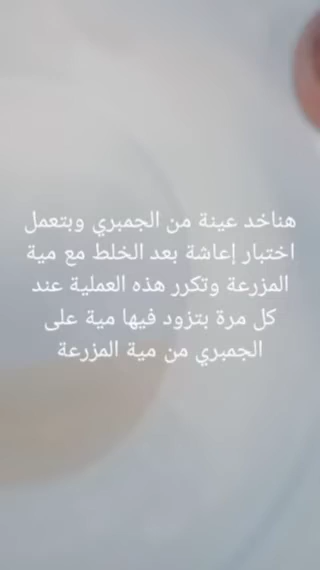 هناخد عينة من الجمبري وبتعمل
اختبار إعاشة بعد الخلط مع مية
المزرعة وتكرر هذه العملية عند
كل مرة بتزود فيها مية على
الجمبري من مية المزرعة